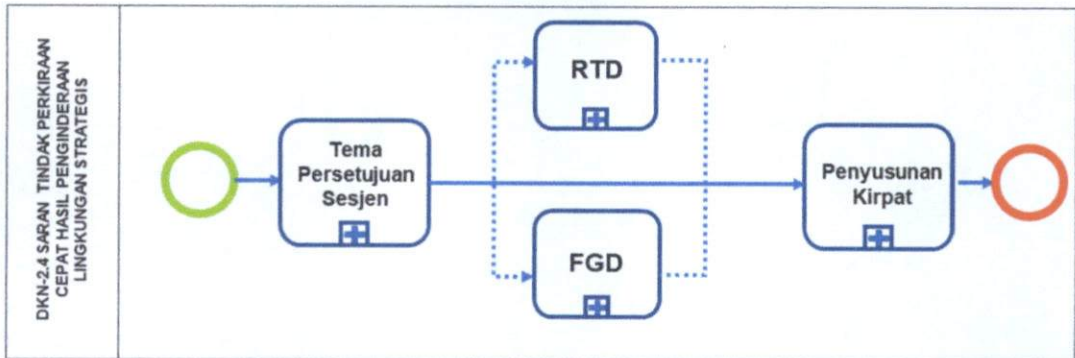 DKN-2.4 SARAN TINDAK PERKIRAAN
CEPAT HASIL PENGINDERAAN
LINGKUNGAN STRATEGIS
Tema
Persetujuan
Sesjen
RTD
FGD
Penyusunan
Kirpat